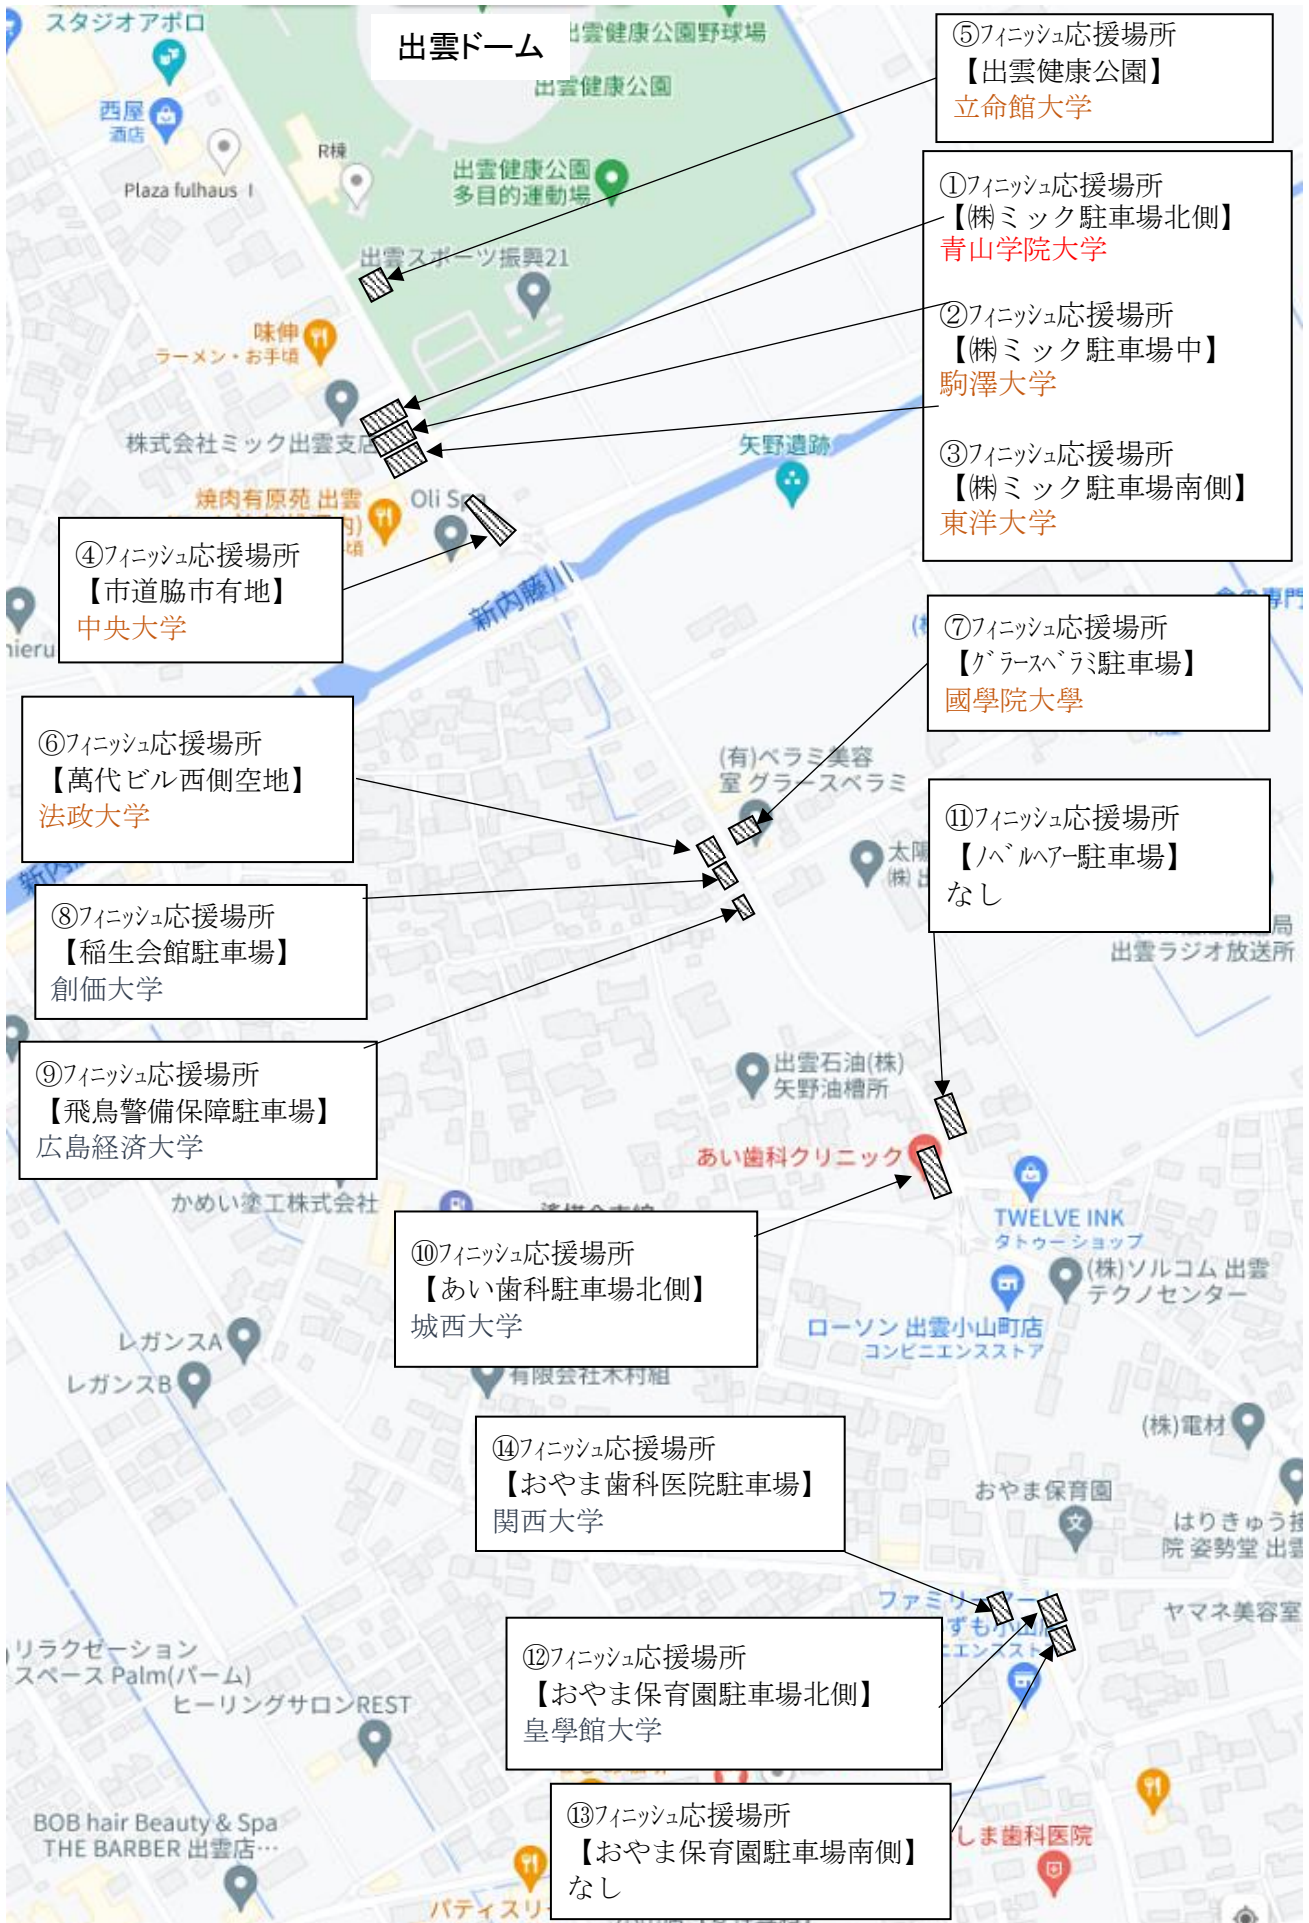 スタジオアポロ
出雲ドーム
出雲健康公園野球場
出雲健康公園
西屋
酒店
Plaza fulhaus I
R棟
出雲健康公園
多目的運動場
出雲スポーツ振興21
⑤フィニッシュ応援場所
【出雲健康公園】
立命館大学
①フィニッシュ応援場所
【㈱ミック駐車場北側】
青山学院大学
②フィニッシュ応援場所
【㈱ミック駐車場中】
駒澤大学
③フィニッシュ応援場所
【㈱ミック駐車場南側】
東洋大学
味伸
ラーメン・お手頃
株式会社ミック出雲支店
矢野遺跡
焼肉有原苑 出雲
Oli Spa
④フィニッシュ応援場所
【市道脇市有地】
中央大学
新内藤川
nieru
⑦フィニッシュ応援場所
【グラースベラミ駐車場】
國學院大學
⑥フィニッシュ応援場所
【萬代ビル西側空地】
法政大学
(有)ベラミ美容
室 グラースベラミ
太陽
(株) 出
⑪フィニッシュ応援場所
【ノベルヘアー駐車場】
なし
出雲ラジオ放送所
新内
⑧フィニッシュ応援場所
【稲生会館駐車場】
創価大学
⑨フィニッシュ応援場所
【飛鳥警備保障駐車場】
広島経済大学
出雲石油(株)
矢野油槽所
あい歯科クリニック
かめい塗工株式会社
TWELVE INK
タトゥー ショップ
⑩フィニッシュ応援場所
【あい歯科駐車場北側】
城西大学
(株)ソルコム 出雲
テクノセンター
ローソン 出雲小山町店
コンビニエンスストア
レガンスA
レガンスB
有限会社木村組
(株)電材
⑭フィニッシュ応援場所
【おやま歯科医院駐車場】
関西大学
おやま保育園
はりきゅう接
院 姿勢堂 出雲
ヤマネ美容室
⑫フィニッシュ応援場所
【おやま保育園駐車場北側】
皇學館大学
リラクゼーション
スペース Palm(パーム)
ヒーリングサロンREST
⑬フィニッシュ応援場所
【おやま保育園駐車場南側】
なし
しま歯科医院
BOB hair Beauty & Spa
THE BARBER 出雲店…
パティスリ